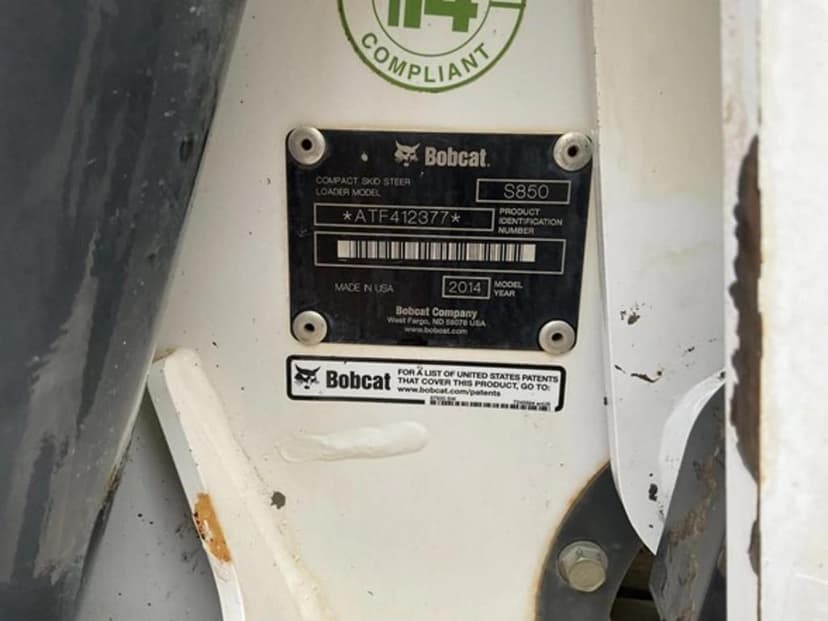 COMPLIANT
Bobcat
COMPACT SKID STEER
LOADER MODEL
S850
*ATF412377*
PRODUCT
IDENTIFICATION
NUMBER
MADE IN USA
2014
MODEL
YEAR
Bobcat Company
West Fargo, ND 58078 USA
www.bobcat.com
Bobcat
FOR A LIST OF UNITED STATES PATENTS
THAT COVER THIS PRODUCT, GO TO:
www.bobcat.com/patents